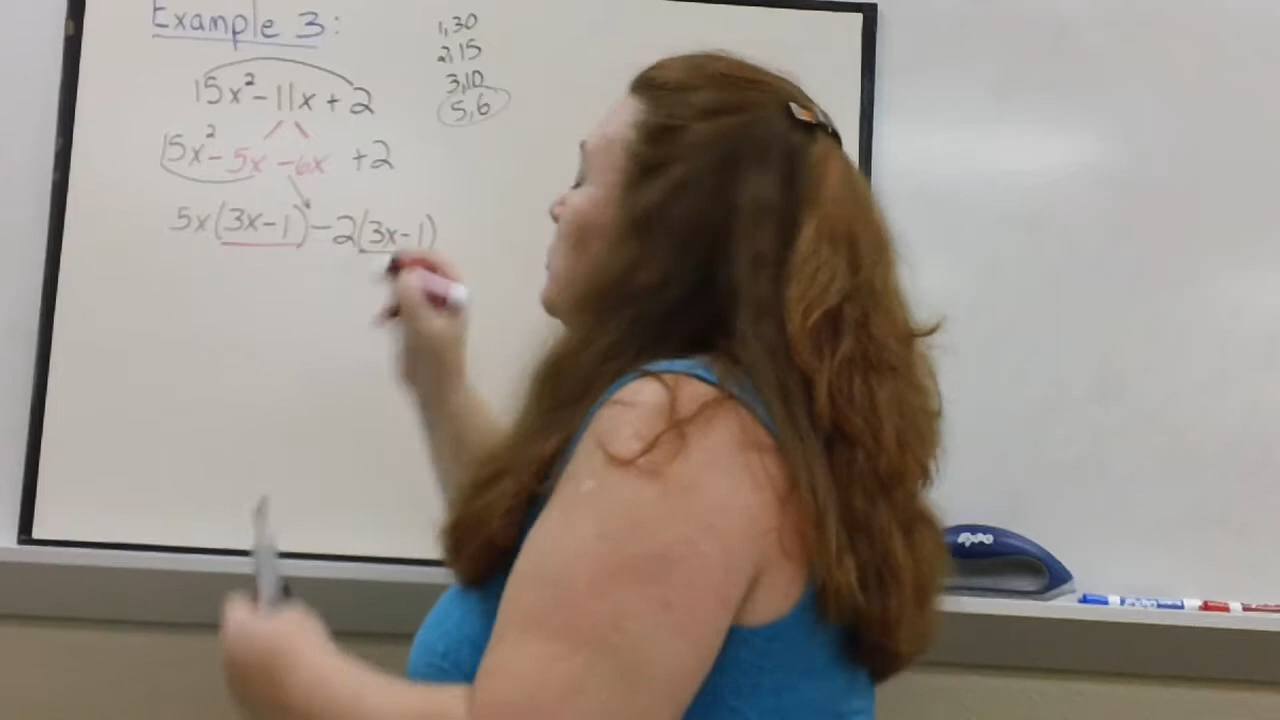 Example 3:
15x² - 11x + 2
15x² - 5x - 6x + 2
5x(3x-1) - 2(3x-1)
1,30
2,15
3,10
5,6